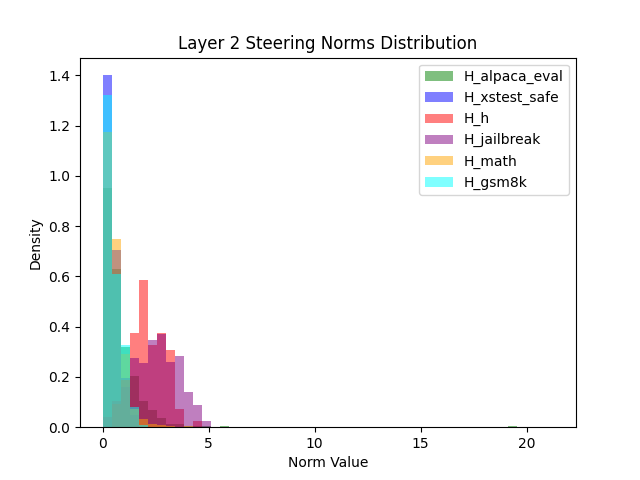 Layer 2 Steering Norms Distribution
H_alpaca_eval
H_xstest_safe
H_h
H_jailbreak
H_math
H_gsm8k
Density
1.4
1.2
1.0
0.8
0.6
0.4
0.2
0.0
0
5
10
15
20
Norm Value